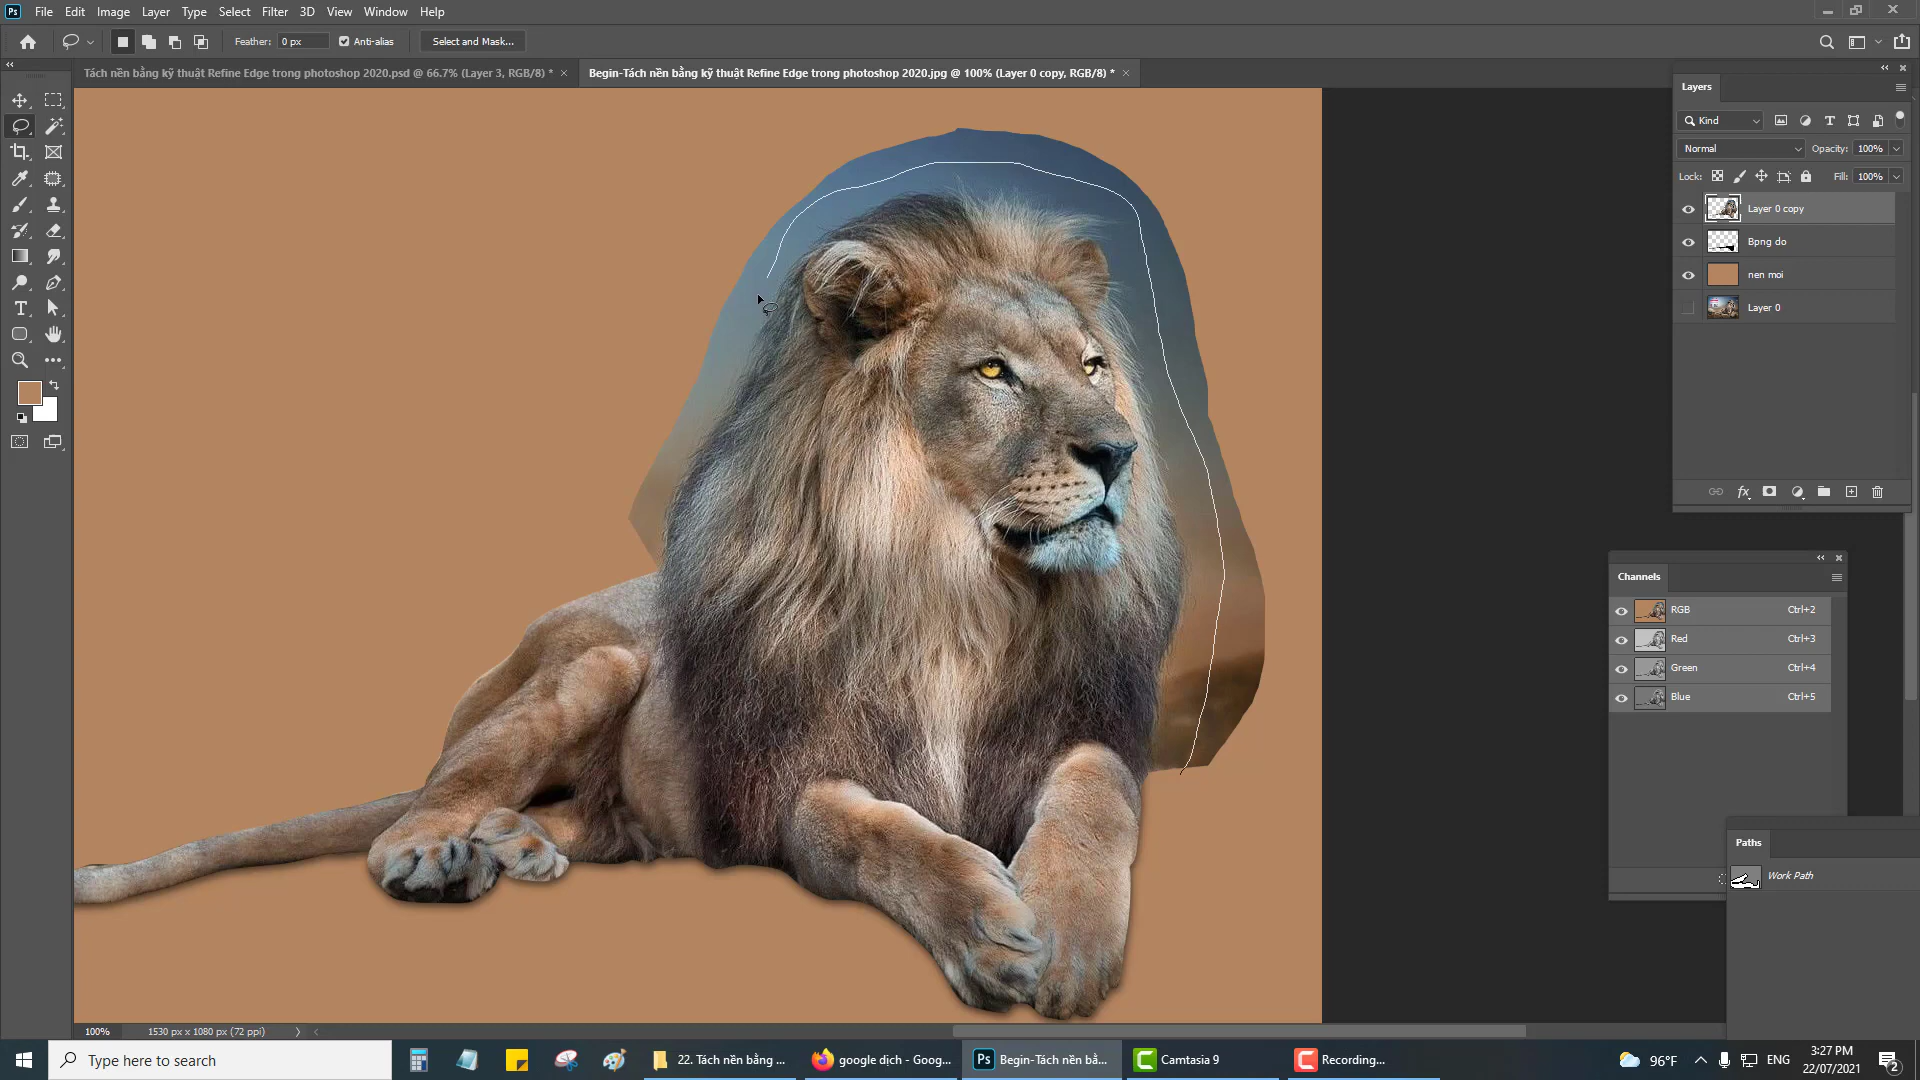 Ps File Edit Image Layer Type Select Filter 3D View Window Help
Feather: 0 px Anti-alias Select and Mask...
Tách nền bằng kỹ thuật Refine Edge trong photoshop 2020.psd @ 66.7% (Layer 3, RGB/8) * ×
Begin-Tách nền bằng kỹ thuật Refine Edge trong photoshop 2020.jpg @ 100% (Layer 0 copy, RGB/8) * ×
Layers
Kind
Normal Opacity: 100%
Lock: Fill: 100%
Layer 0 copy
Bpng do
nen moi
Layer 0
fx
Channels
RGB Ctrl+2
Red Ctrl+3
Green Ctrl+4
Blue Ctrl+5
Paths
Work Path
100% 1530 px x 1080 px (72 ppi)
Type here to search
22. Tách nền bằng ...
google dịch - Goog...
Ps Begin-Tách nền bằ...
C Camtasia 9
C Recording...
96°F ENG
3:27 PM
22/07/2021
2